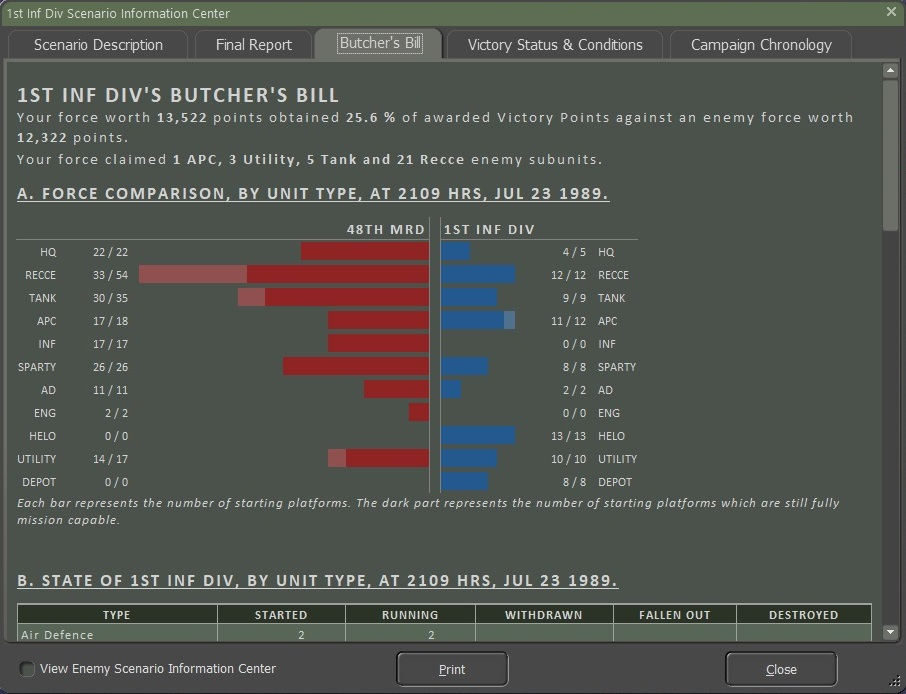 1st Inf Div Scenario Information Center
Scenario Description
Final Report
Butcher's Bill
Victory Status & Conditions
Campaign Chronology
1ST INF DIV'S BUTCHER'S BILL
Your force worth 13,522 points obtained 25.6 % of awarded Victory Points against an enemy force worth
12,322 points.
Your force claimed 1 APC, 3 Utility, 5 Tank and 21 Recce enemy subunits.
A. FORCE COMPARISON, BY UNIT TYPE, AT 2109 HRS, JUL 23 1989.
48TH MRD 1ST INF DIV
HQ 22 / 22 4 / 5 HQ
RECCE 33 / 54 12 / 12 RECCE
TANK 30 / 35 9 / 9 TANK
APC 17 / 18 11 / 12 APC
INF 17 / 17 0 / 0 INF
SPARTY 26 / 26 8 / 8 SPARTY
AD 11 / 11 2 / 2 AD
ENG 2 / 2 0 / 0 ENG
HELO 0 / 0 13 / 13 HELO
UTILITY 14 / 17 10 / 10 UTILITY
DEPOT 0 / 0 8 / 8 DEPOT
Each bar represents the number of starting platforms. The dark part represents the number of starting platforms which are still fully
mission capable.
B. STATE OF 1ST INF DIV, BY UNIT TYPE, AT 2109 HRS, JUL 23 1989.
TYPE STARTED RUNNING WITHDRAWN FALLEN OUT DESTROYED
Air Defence 2 2
View Enemy Scenario Information Center
Print
Close